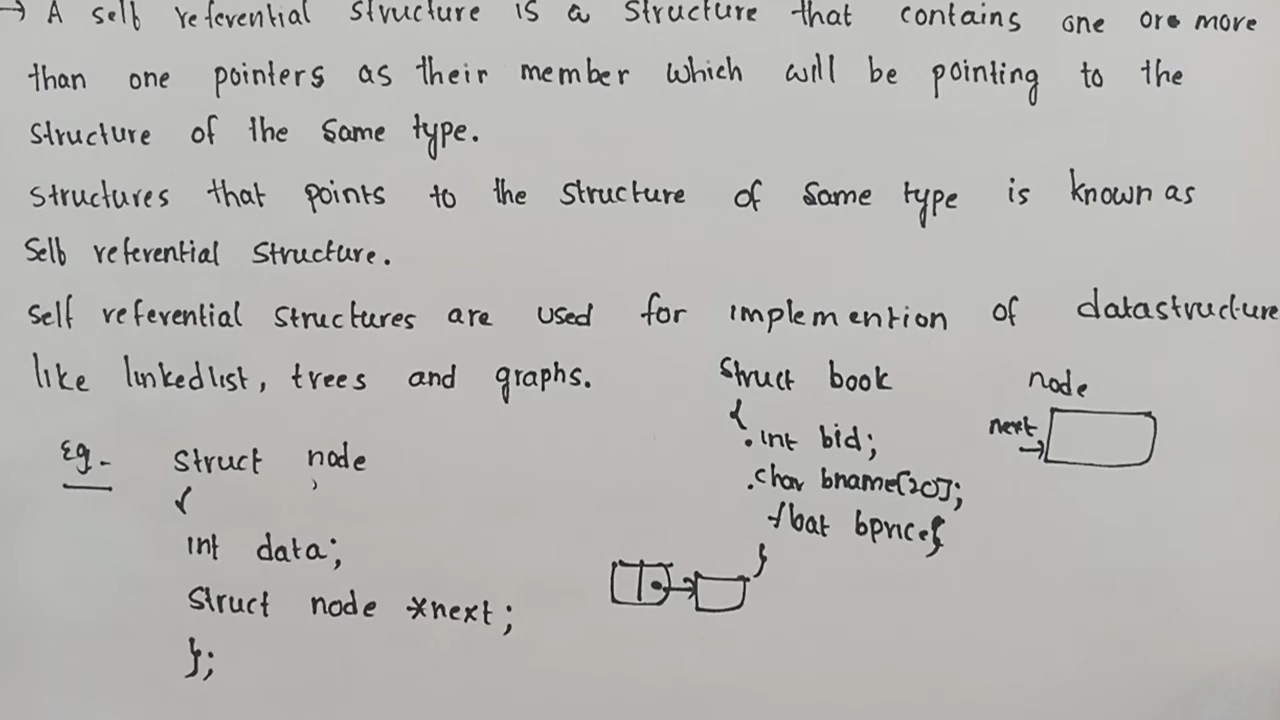 → A self referential structure is a structure that contains one or more
than one pointers as their member which will be pointing to the
structure of the same type.
Structures that points to the structure of same type is known as
Self referential structure.
Self referential structures are used for implemention of datastructure
like linkedlist, trees and graphs.
Eg- struct node
{
int data;
struct node *next;
};
struct book
{
.int bid;
.char bname[20];
float bprice;
}
node
next